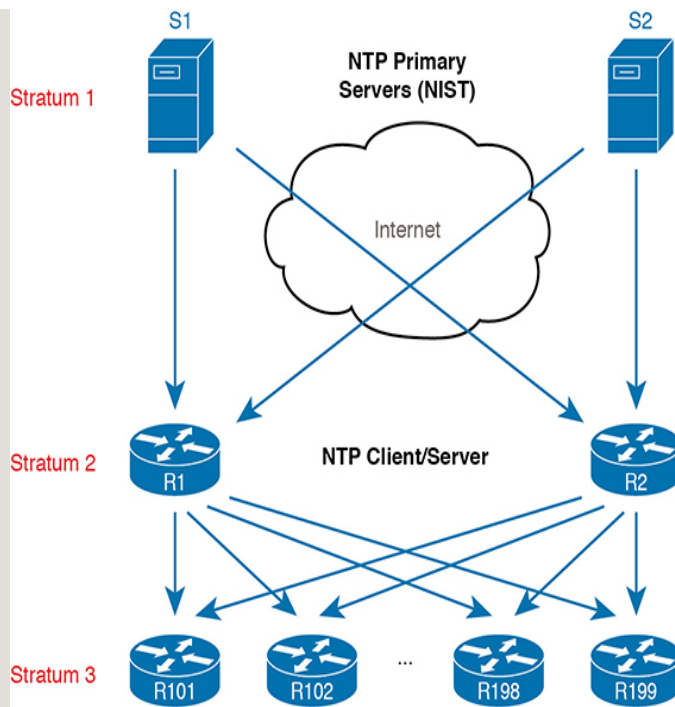 S1
S2
NTP Primary
Servers (NIST)
Stratum 1
Internet
Stratum 2
R1
NTP Client/Server
R2
Stratum 3
R101
R102
...
R198
R199